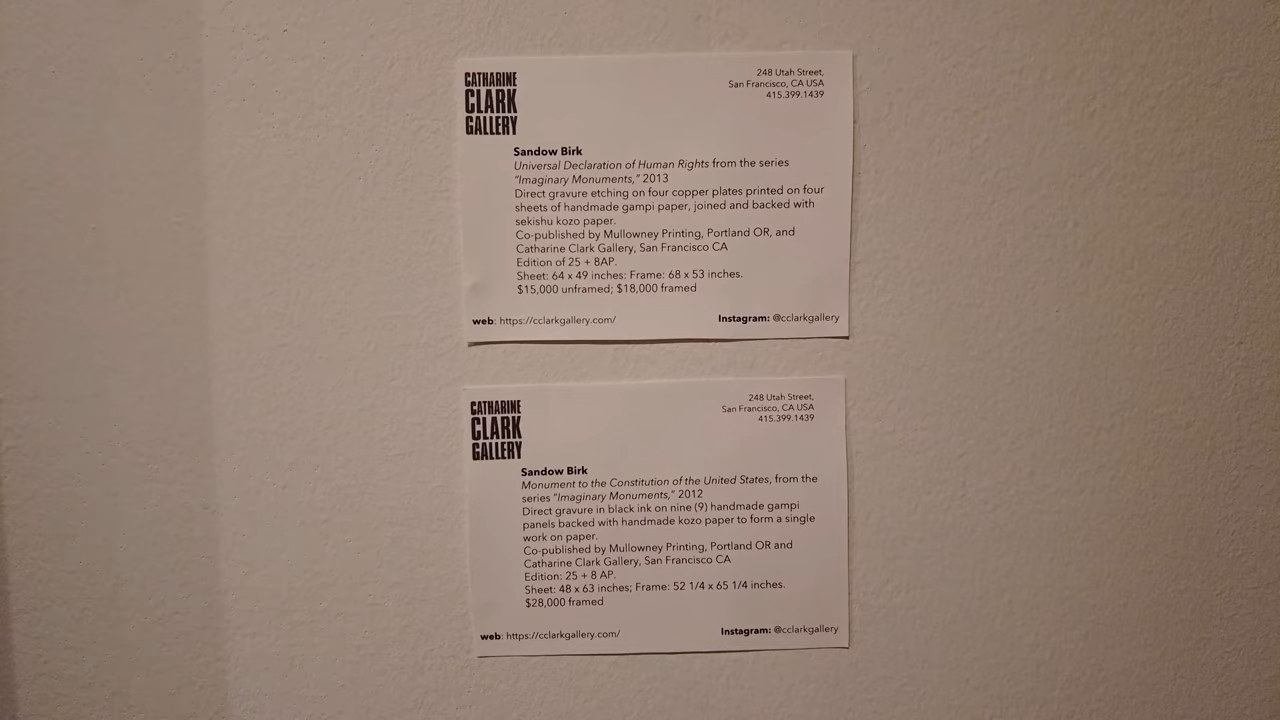 CATHARINE
CLARK
GALLERY
248 Utah Street,
San Francisco, CA USA
415.399.1439
Sandow Birk
Universal Declaration of Human Rights from the series
“Imaginary Monuments,” 2013
Direct gravure etching on four copper plates printed on four
sheets of handmade gampi paper, joined and backed with
sekishu kozo paper.
Co-published by Mullowney Printing, Portland OR, and
Catharine Clark Gallery, San Francisco CA
Edition of 25 + 8AP.
Sheet: 64 x 49 inches: Frame: 68 x 53 inches.
$15,000 unframed; $18,000 framed
web: https://cclarkgallery.com/ Instagram: @cclarkgallery
CATHARINE
CLARK
GALLERY
248 Utah Street,
San Francisco, CA USA
415.399.1439
Sandow Birk
Monument to the Constitution of the United States, from the
series “Imaginary Monuments,” 2012
Direct gravure in black ink on nine (9) handmade gampi
panels backed with handmade kozo paper to form a single
work on paper.
Co-published by Mullowney Printing, Portland OR and
Catharine Clark Gallery, San Francisco CA
Edition: 25 + 8 AP.
Sheet: 48 x 63 inches; Frame: 52 1/4 x 65 1/4 inches.
$28,000 framed
web: https://cclarkgallery.com/ Instagram: @cclarkgallery